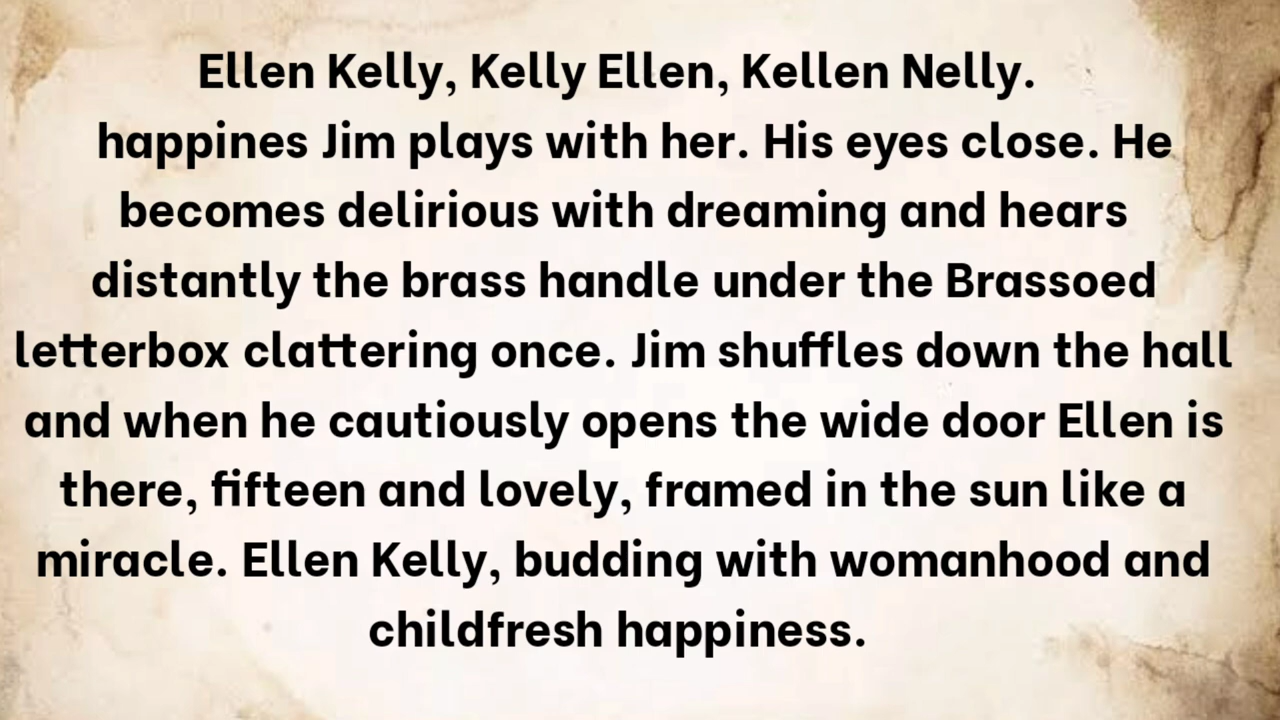 Ellen Kelly, Kelly Ellen, Kellen Nelly.
happines Jim plays with her. His eyes close. He
becomes delirious with dreaming and hears
distantly the brass handle under the Brassoed
letterbox clattering once. Jim shuffles down the hall
and when he cautiously opens the wide door Ellen is
there, fifteen and lovely, framed in the sun like a
miracle. Ellen Kelly, budding with womanhood and
childfresh happiness.